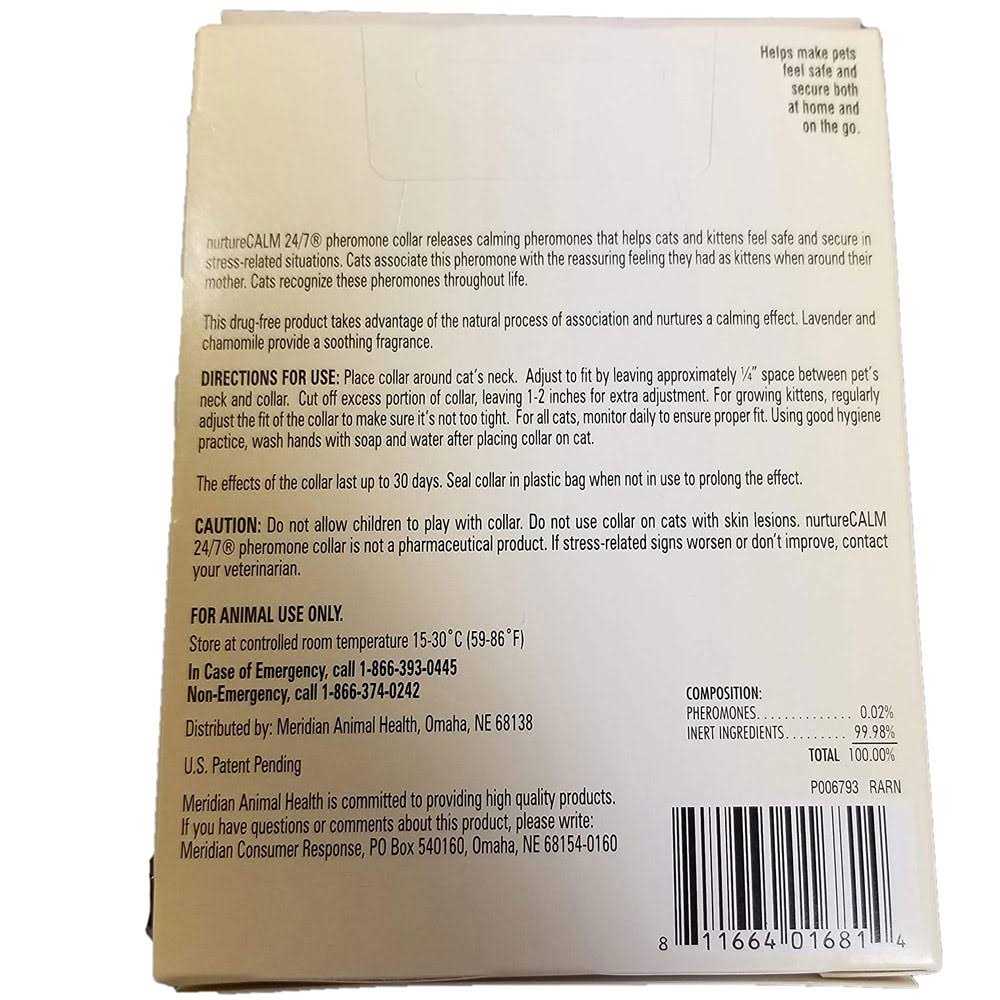 Helps make pets
feel safe and
secure both
at home and
on the go.
nurtureCALM 24/7® pheromone collar releases calming pheromones that helps cats and kittens feel safe and secure in
stress-related situations. Cats associate this pheromone with the reassuring feeling they had as kittens when around their
mother. Cats recognize these pheromones throughout life.
This drug-free product takes advantage of the natural process of association and nurtures a calming effect. Lavender and
chamomile provide a soothing fragrance.
DIRECTIONS FOR USE: Place collar around cat's neck. Adjust to fit by leaving approximately ¼" space between pet's
neck and collar. Cut off excess portion of collar, leaving 1-2 inches for extra adjustment. For growing kittens, regularly
adjust the fit of the collar to make sure it's not too tight. For all cats, monitor daily to ensure proper fit. Using good hygiene
practice, wash hands with soap and water after placing collar on cat.
The effects of the collar last up to 30 days. Seal collar in plastic bag when not in use to prolong the effect.
CAUTION: Do not allow children to play with collar. Do not use collar on cats with skin lesions. nurtureCALM
24/7® pheromone collar is not a pharmaceutical product. If stress-related signs worsen or don't improve, contact
your veterinarian.
FOR ANIMAL USE ONLY.
Store at controlled room temperature 15-30˚C (59-86˚F)
In Case of Emergency, call 1-866-393-0445
Non-Emergency, call 1-866-374-0242
Distributed by: Meridian Animal Health, Omaha, NE 68138
U.S. Patent Pending
Meridian Animal Health is committed to providing high quality products.
If you have questions or comments about this product, please write:
Meridian Consumer Response, PO Box 540160, Omaha, NE 68154-0160
COMPOSITION:
PHEROMONES. . . . . . . . . . . . . . 0.02%
INERT INGREDIENTS. . . . . . . . . 99.98%
TOTAL 100.00%
P006793 RARN
8 11664 01681 4